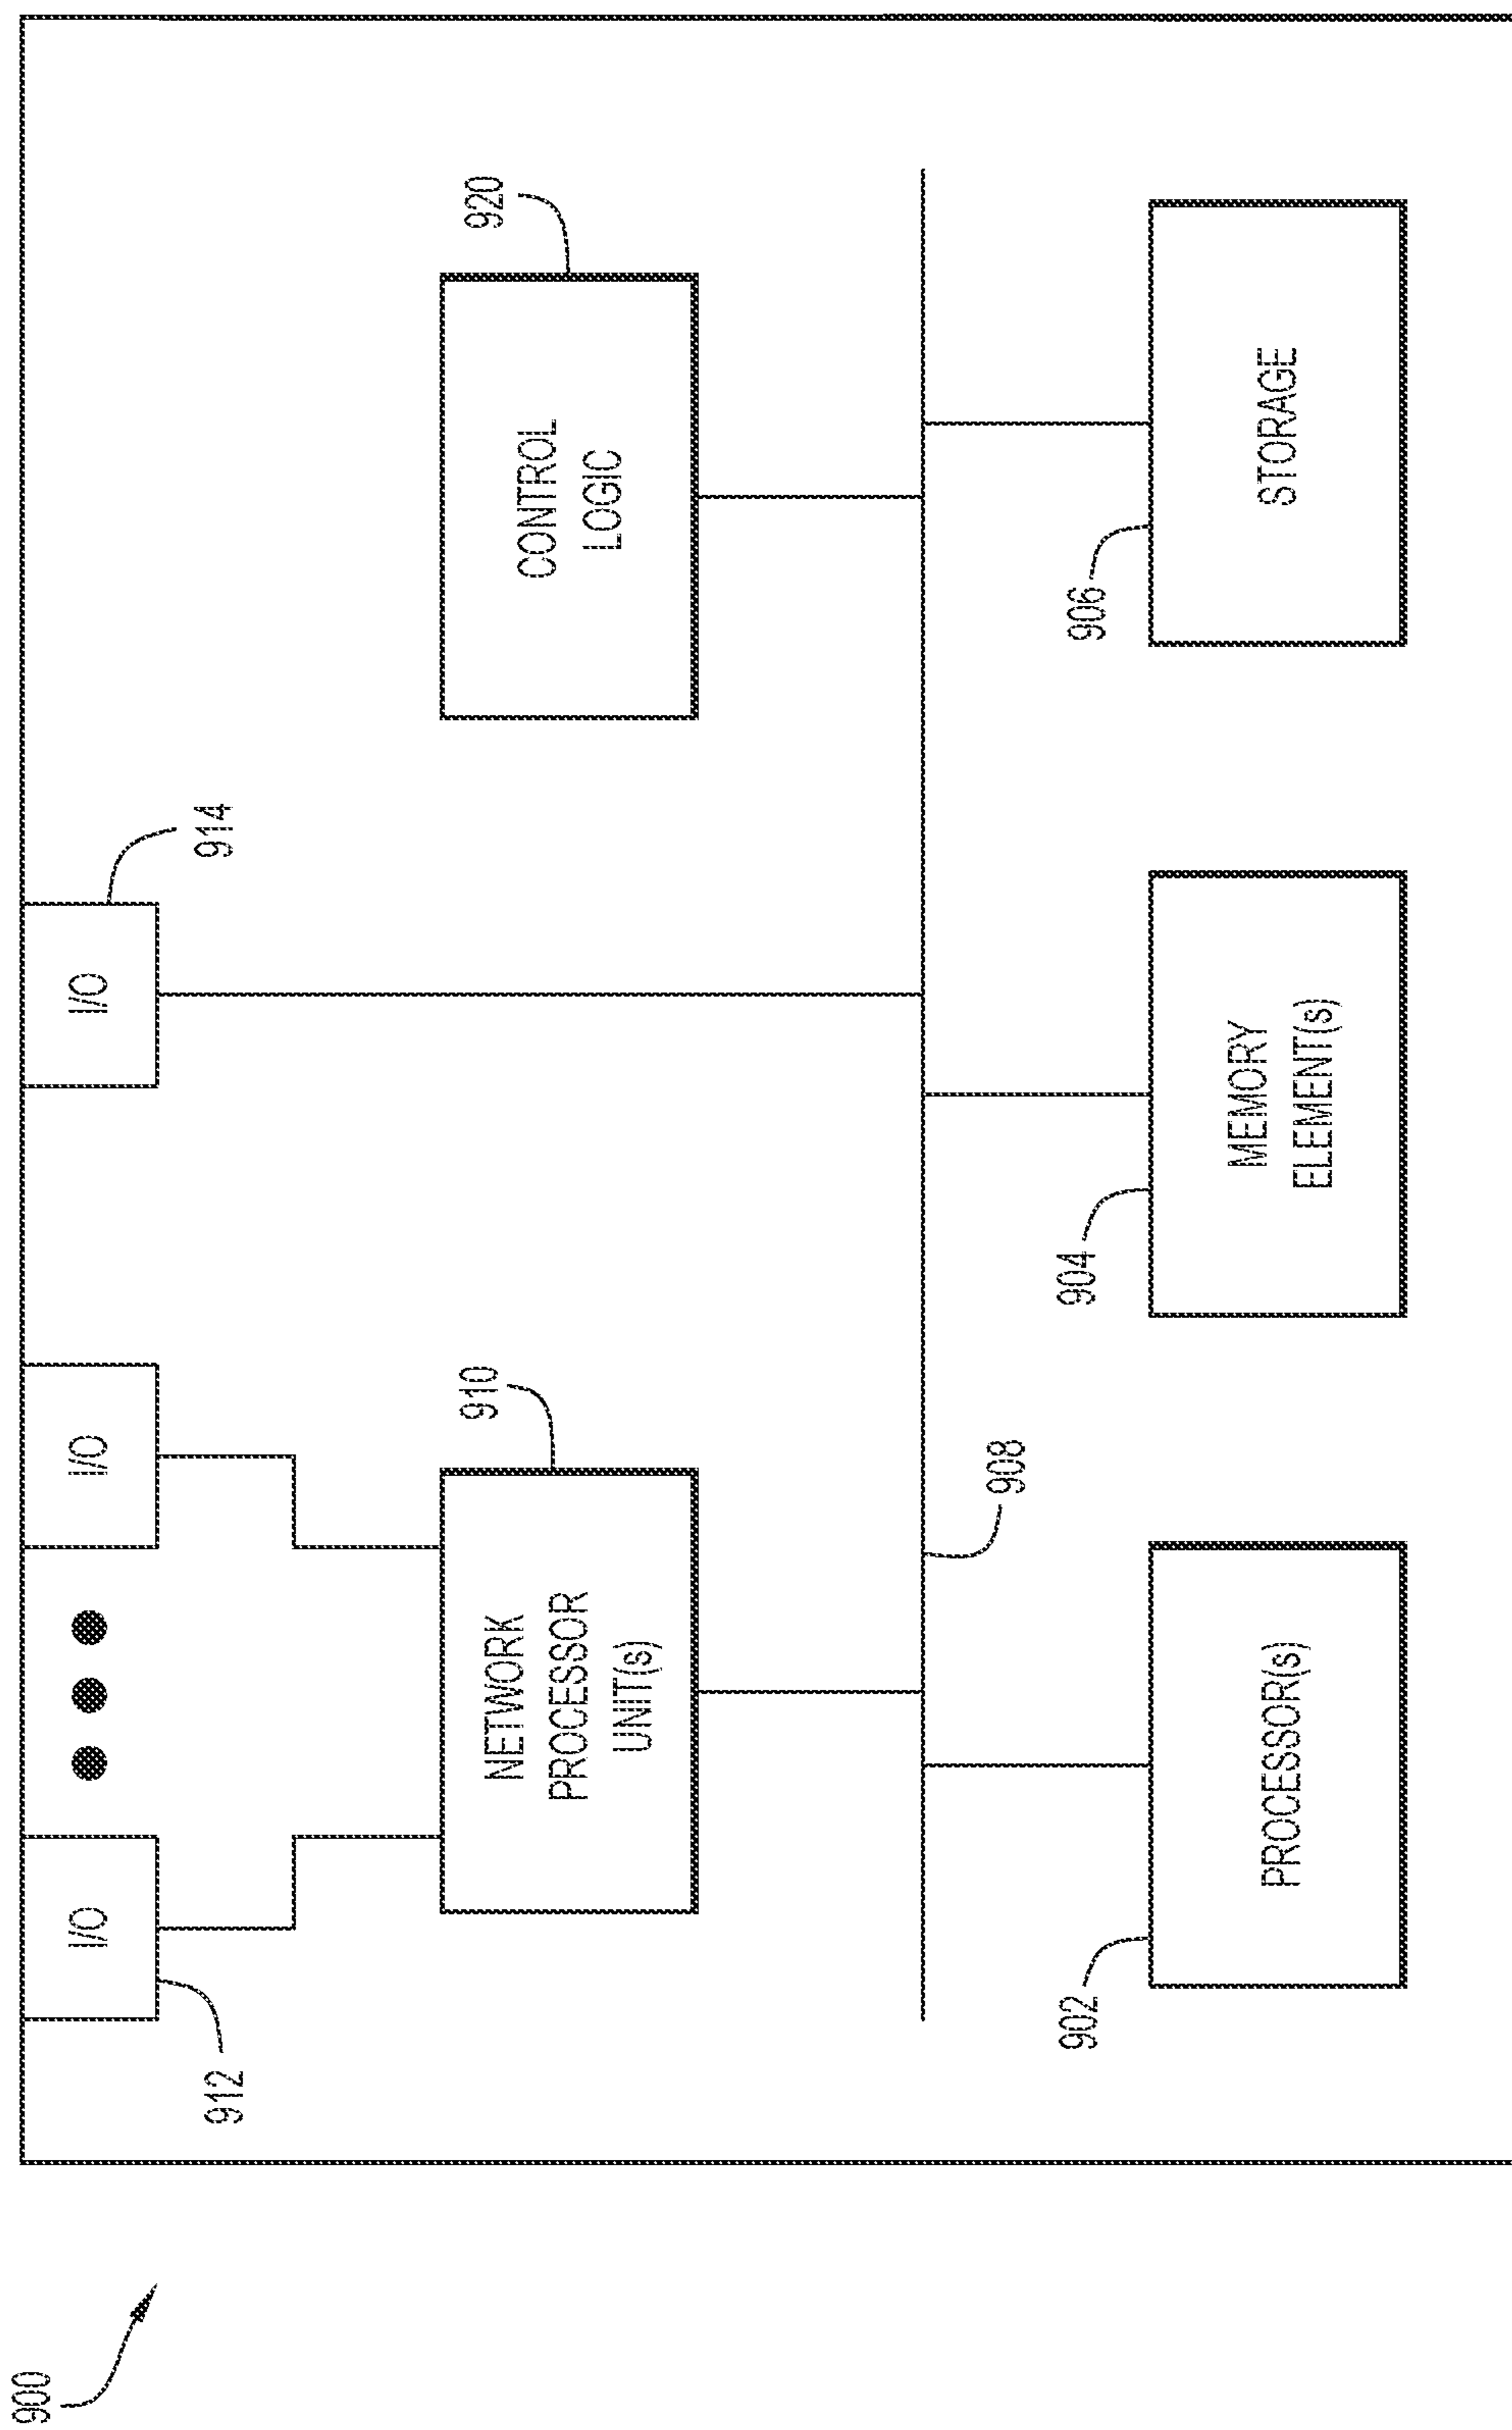 900
912
I/O
I/O
I/O
914
NETWORK
PROCESSOR
UNIT(s)
910
CONTROL
LOGIC
920
908
902
PROCESSOR(s)
904
MEMORY
ELEMENT(s)
906
STORAGE